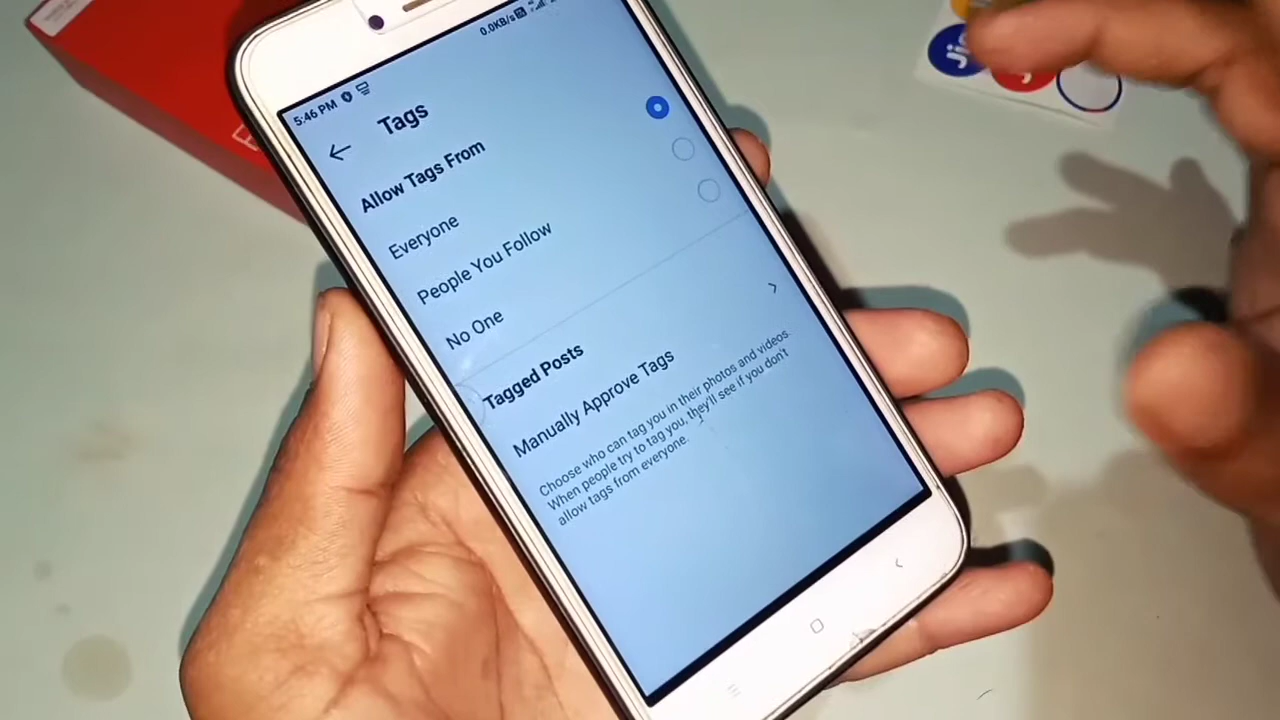 5:46 PM
0.0KB/s
Tags
Allow Tags From
Everyone
People You Follow
No One
Tagged Posts
Manually Approve Tags
Choose who can tag you in their photos and videos.
When people try to tag you, they'll see if you don't
allow tags from everyone.